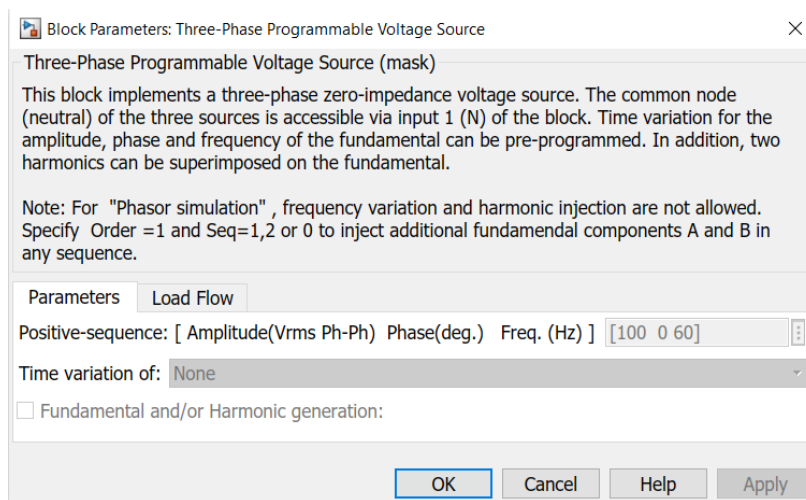 Block Parameters: Three-Phase Programmable Voltage Source
Three-Phase Programmable Voltage Source (mask)
This block implements a three-phase zero-impedance voltage source. The common node
(neutral) of the three sources is accessible via input 1 (N) of the block. Time variation for the
amplitude, phase and frequency of the fundamental can be pre-programmed. In addition, two
harmonics can be superimposed on the fundamental.
Note: For "Phasor simulation" , frequency variation and harmonic injection are not allowed.
Specify Order =1 and Seq=1,2 or 0 to inject additional fundamendal components A and B in
any sequence.
Parameters Load Flow
Positive-sequence: [ Amplitude(Vrms Ph-Ph) Phase(deg.) Freq. (Hz) ] [100 0 60]
Time variation of: None
Fundamental and/or Harmonic generation:
OK Cancel Help Apply